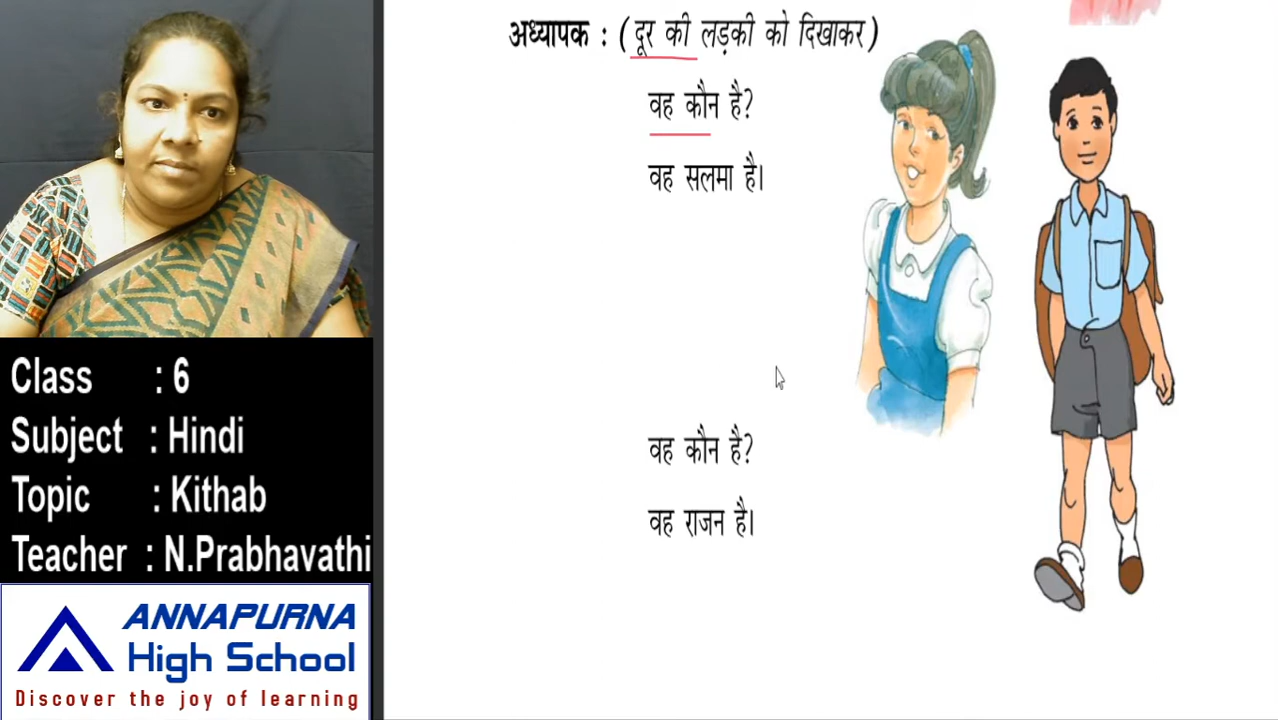 अध्यापक : (दूर की लड़की को दिखाकर)
वह कौन है?
वह सलमा है।
वह कौन है?
वह राजन है।
Class : 6
Subject : Hindi
Topic : Kithab
Teacher : N.Prabhavathi
ANNAPURNA
High School
Discover the joy of learning